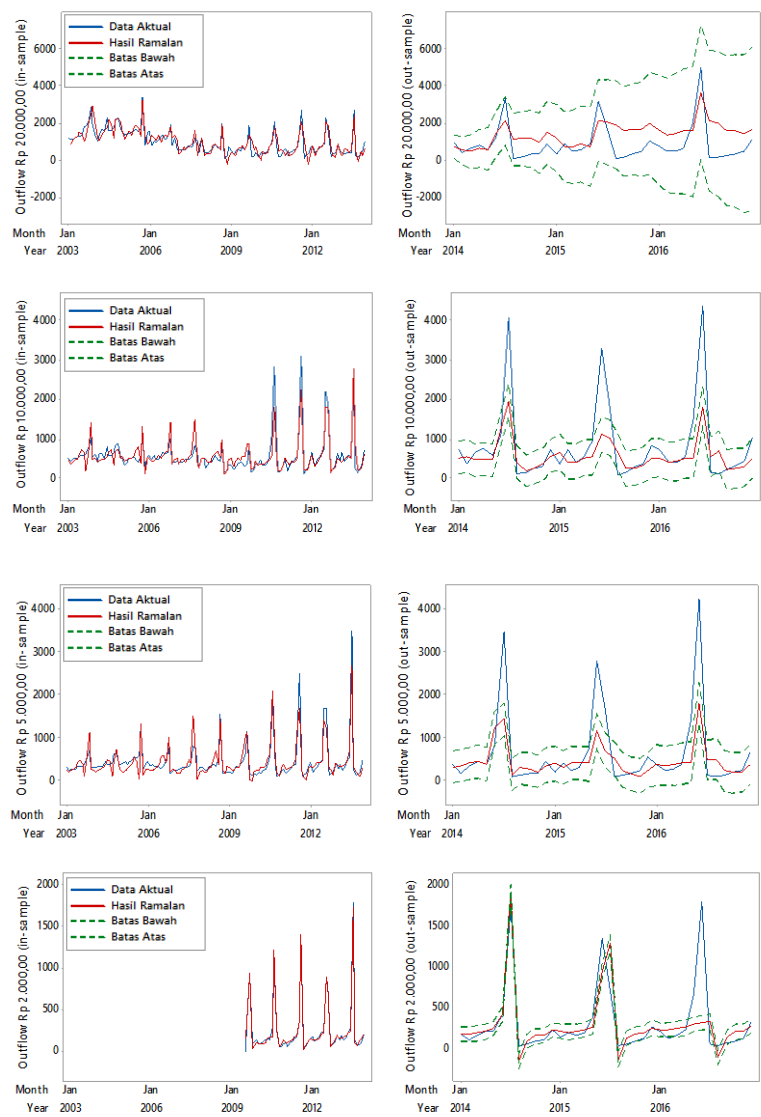 Outflow Rp 20.000,00 (in-sample)
6000
4000
2000
0
-2000
Data Aktual
Hasil Ramalan
Batas Bawah
Batas Atas
Month Jan Jan Jan Jan
Year 2003 2006 2009 2012
Outflow Rp 20.000,00 (out-sample)
6000
4000
2000
0
-2000
Jan Jan Jan
2014 2015 2016
Outflow Rp 10.000,00 (in-sample)
4000
3000
2000
1000
0
Data Aktual
Hasil Ramalan
Batas Bawah
Batas Atas
Month Jan Jan Jan Jan
Year 2003 2006 2009 2012
Outflow Rp 10.000,00 (out-sample)
4000
3000
2000
1000
0
Month Jan Jan Jan
Year 2014 2015 2016
Outflow Rp 5.000,00 (in-sample)
4000
3000
2000
1000
0
Data Aktual
Hasil Ramalan
Batas Bawah
Batas Atas
Month Jan Jan Jan Jan
Year 2003 2006 2009 2012
Outflow Rp 5.000,00 (out-sample)
4000
3000
2000
1000
0
Month Jan Jan Jan
Year 2014 2015 2016
Outflow Rp 2.000,00 (in-sample)
2000
1500
1000
500
0
Data Aktual
Hasil Ramalan
Batas Bawah
Batas Atas
Month Jan Jan Jan Jan
Year 2003 2006 2009 2012
Outflow Rp 2.000,00 (out-sample)
2000
1500
1000
500
0
Month Jan Jan Jan
Year 2014 2015 2016